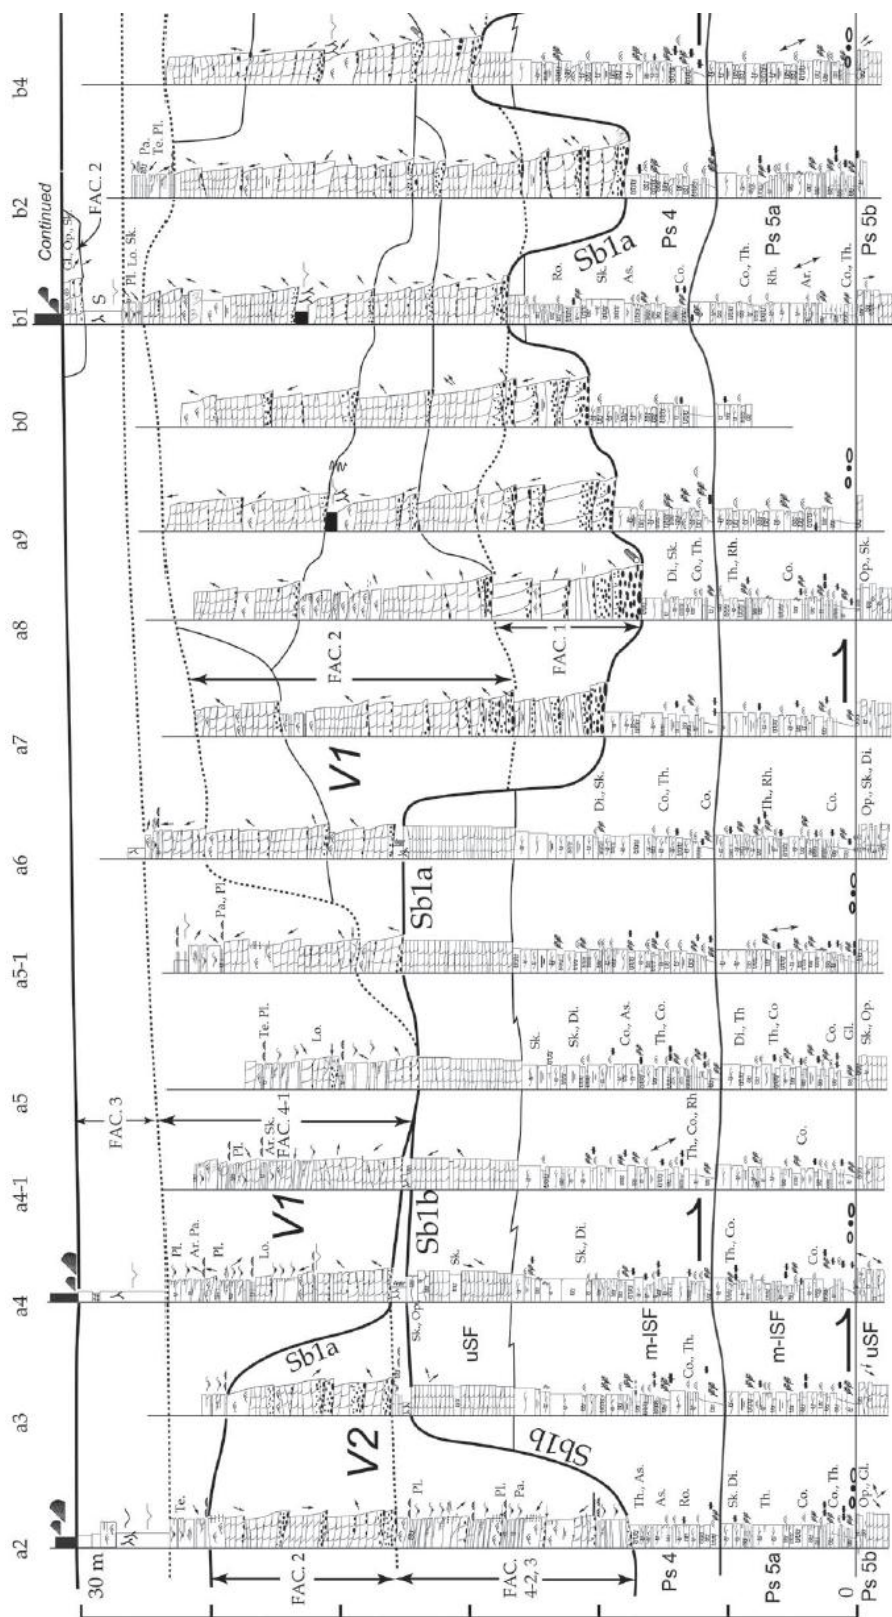 a2
a3
a4
a4-1
a5
a5-1
a6
a7
a8
a9
b0
b1
b2
b4
Continued
Gl., Op., Sk.
FAC. 2
S
Pl. Lo. Sk.
Pa.
Te. Pl.
30 m
FAC. 3
Te.
Pl.
Ar. Pa.
Pl.
Lo.
Pl.
Ar. Sk.
FAC. 4-1
Te. Pl.
Lo.
Pa., Pl.
FAC. 2
Sb1a
V1
V1
FAC. 2
V2
Sb1b
Sb1a
FAC. 1
Sk., Op.
Pl.
Pl.
Pa.
uSF
Sk.
FAC.
4-2, 3
Sb1b
Sb1a
Sk.
Sk., Di.
Sk., Di.
Di., Sk.
Ro.
Sk.
As.
Co.
Th., As.
As.
Ro.
m-lSF
Co., Th.
Th., Co., Rh
Co., As.
Th., Co.
Co., Th.
Co.
Di., Sk.
Co., Th.
Ps 4
Ps 4
Sk. Di.
Th.
Co.
Co., Th.
m-lSF
Th., Co.
Co.
Co.
Di., Th
Th., Co
Co.
Gl.
Th., Rh.
Co.
Th., Rh.
Co.
Co., Th.
Rh.
Ar.
Co., Th.
Ps 5a
Ps 5a
0
Ps 5b
Op., Gl.
uSF
Sk., Op.
Op., Sk., Di.
Op., Sk.
Ps 5b